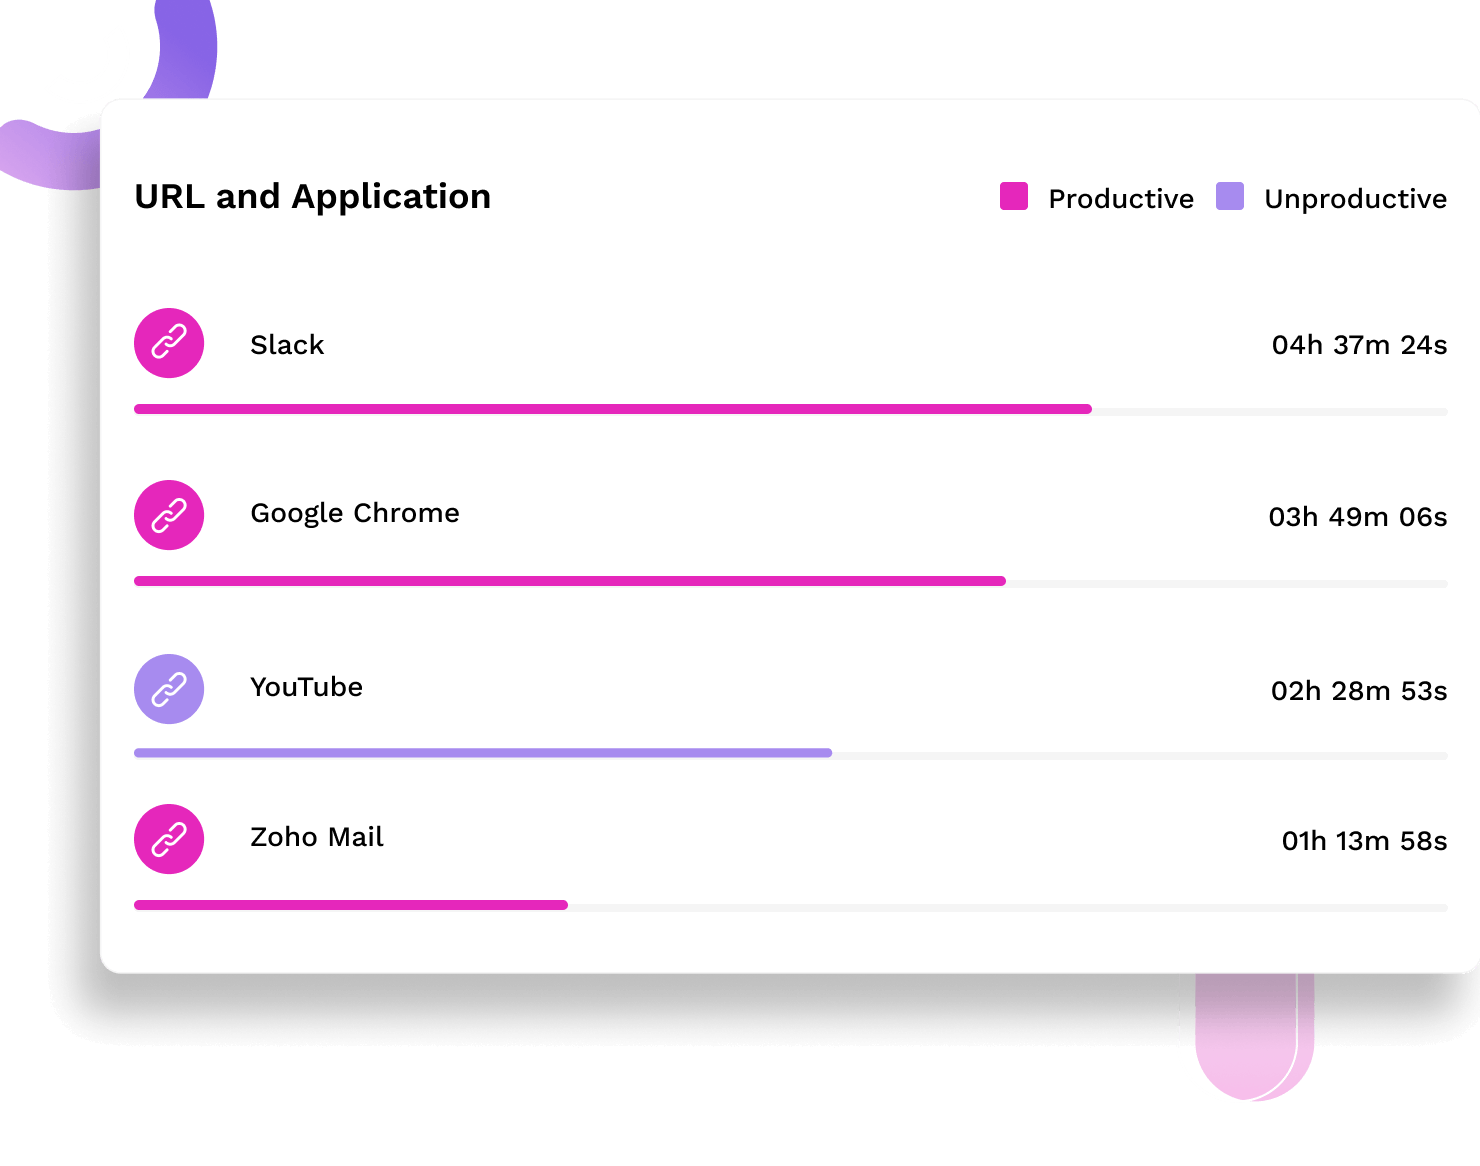 URL and Application
Productive
Unproductive
Slack
04h 37m 24s
Google Chrome
03h 49m 06s
YouTube
02h 28m 53s
Zoho Mail
01h 13m 58s